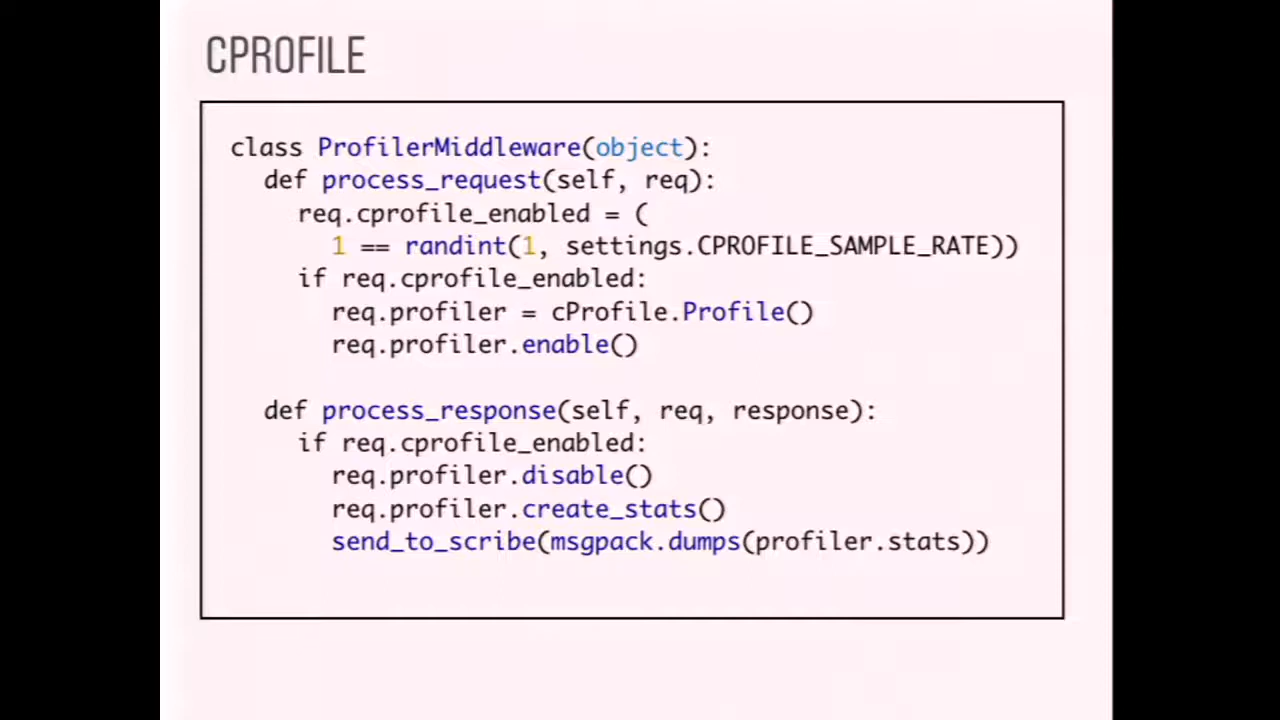 CPROFILE
class ProfilerMiddleware(object):
  def process_request(self, req):
    req.cprofile_enabled = (
      1 == randint(1, settings.CPROFILE_SAMPLE_RATE))
    if req.cprofile_enabled:
      req.profiler = cProfile.Profile()
      req.profiler.enable()
  def process_response(self, req, response):
    if req.cprofile_enabled:
      req.profiler.disable()
      req.profiler.create_stats()
      send_to_scribe(msgpack.dumps(profiler.stats))